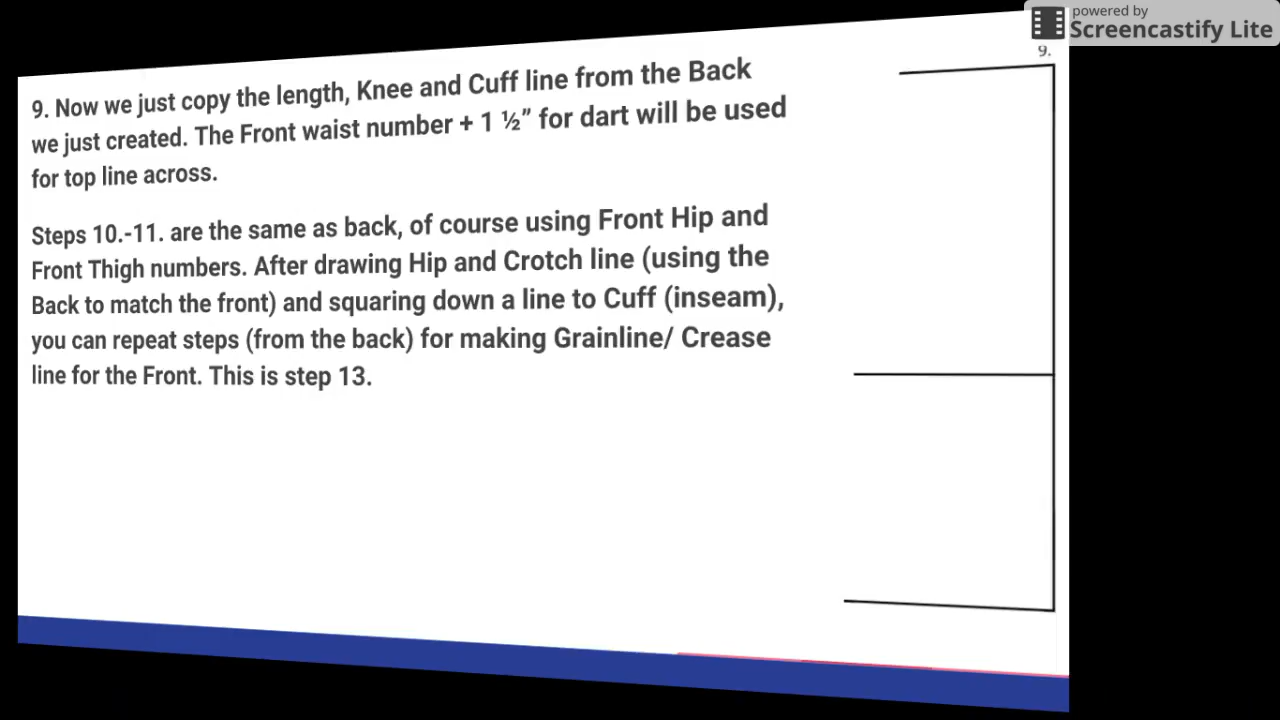 powered by
Screencastify Lite
9.
9. Now we just copy the length, Knee and Cuff line from the Back
we just created. The Front waist number + 1 ½” for dart will be used
for top line across.
Steps 10.-11. are the same as back, of course using Front Hip and
Front Thigh numbers. After drawing Hip and Crotch line (using the
Back to match the front) and squaring down a line to Cuff (inseam),
you can repeat steps (from the back) for making Grainline/ Crease
line for the Front. This is step 13.